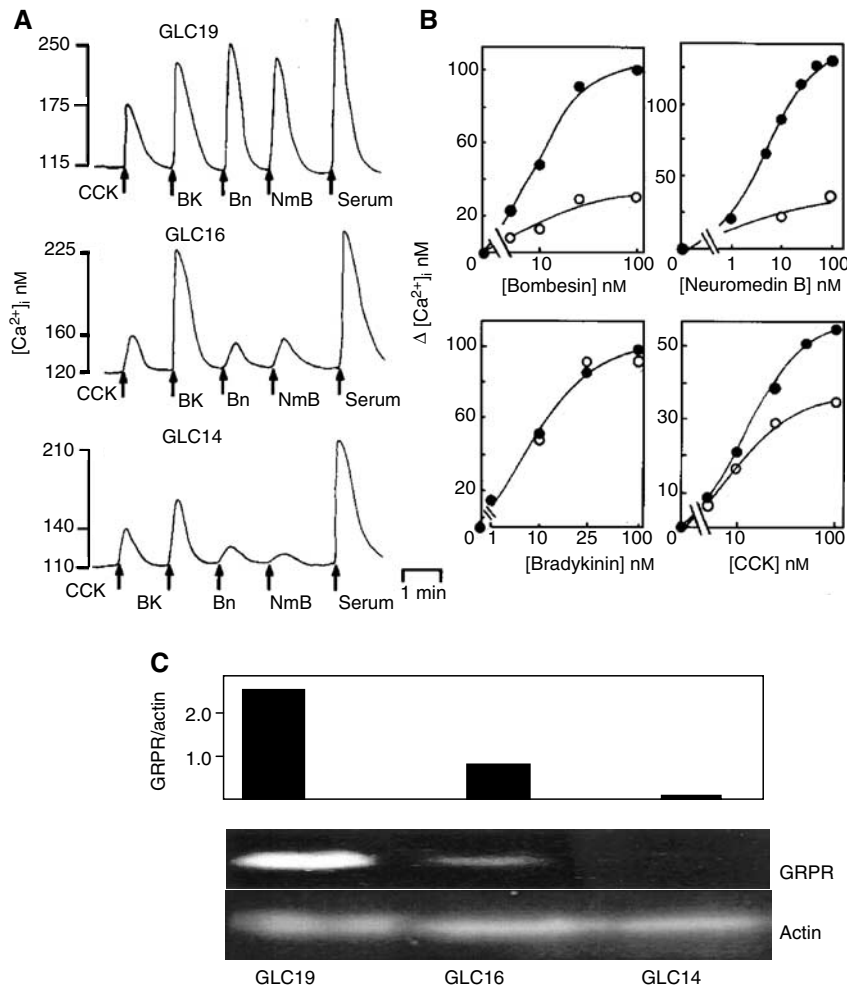 A
GLC19
250
175
115
CCK
BK
Bn
NmB
Serum
GLC16
225
160
120
[Ca²⁺]ᵢ nM
CCK
BK
Bn
NmB
Serum
GLC14
210
140
110
CCK
BK
Bn
NmB
Serum
1 min
B
Δ [Ca²⁺]ᵢ nM
100
60
20
0
10
100
[Bombesin] nM
100
50
0
1
10
100
[Neuromedin B] nM
100
60
20
0
1
10
25
100
[Bradykinin] nM
50
30
10
0
10
100
[CCK] nM
C
GRPR/actin
2.0
1.0
GRPR
Actin
GLC19
GLC16
GLC14